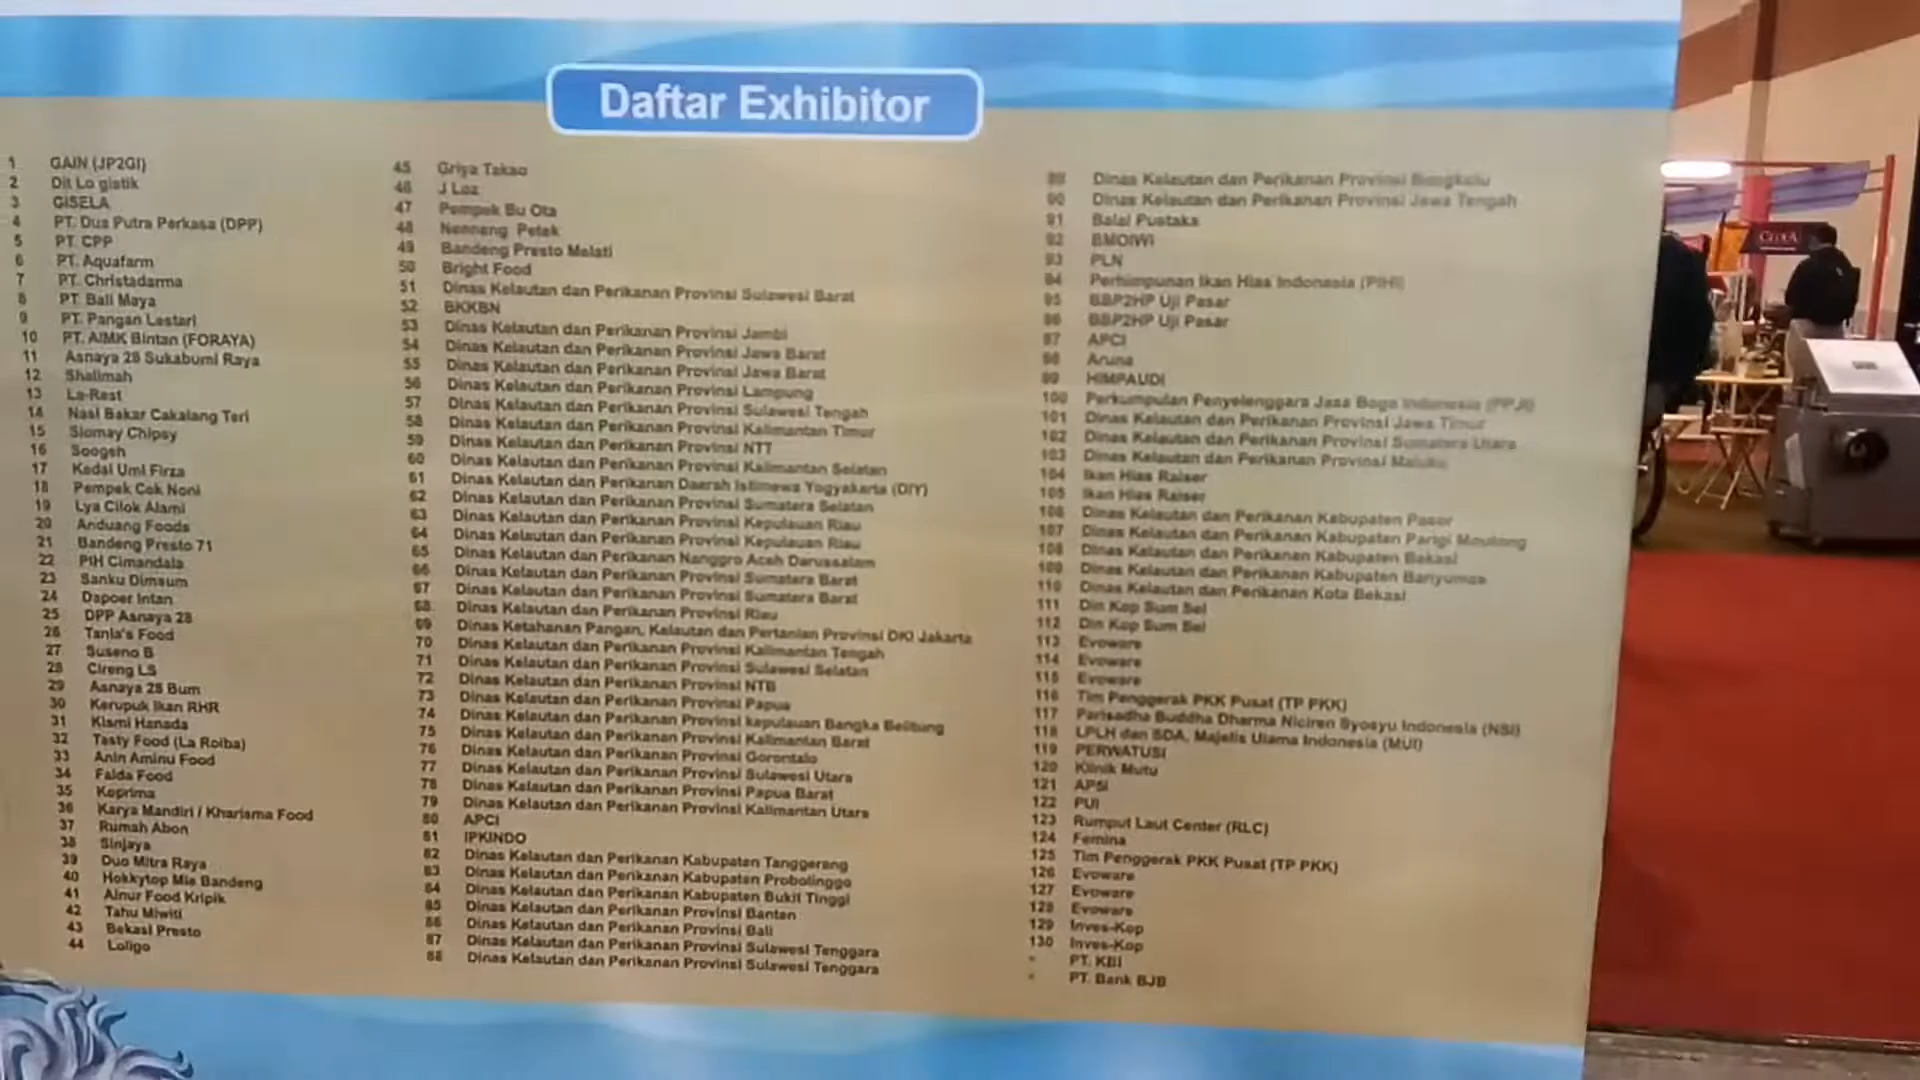 Daftar Exhibitor
1 GAIN (JP2GI)
2 Dit Lo gistik
3 GISELA
4 PT. Dua Putra Perkasa (DPP)
5 PT. CPP
6 PT. Aquafarm
7 PT. Christadarma
8 PT. Bali Maya
9 PT. Pangan Lestari
10 PT. AIMK Bintan (FORAYA)
11 Asnaya 28 Sukabumi Raya
12 Shalimah
13 La-Rest
14 Nasi Bakar Cakalang Teri
15 Siomay Chipsy
16 Soogeh
17 Kedai Umi Firza
18 Pempek Cek Noni
19 Lya Cilok Alami
20 Anduang Foods
21 Bandeng Presto 71
22 PIH Cimandala
23 Sanku Dimsum
24 Dapoer Intan
25 DPP Asnaya 28
26 Tania's Food
27 Suseno B
28 Cireng LS
29 Asnaya 28 Bum
30 Kerupuk Ikan RHR
31 Kismi Hanada
32 Tasty Food (La Roiba)
33 Anin Aminu Food
34 Faida Food
35 Koprima
36 Karya Mandiri / Kharisma Food
37 Rumah Abon
38 Sinjaya
39 Duo Mitra Raya
40 Hokkytop Mie Bandeng
41 Ainur Food Kripik
42 Tahu Miwiti
43 Bekasi Presto
44 Loligo
45 Griya Takao
46 J Loz
47 Pempek Bu Ota
48 Nenneng Petek
49 Bandeng Presto Melati
50 Bright Food
51 Dinas Kelautan dan Perikanan Provinsi Sulawesi Barat
52 BKKBN
53 Dinas Kelautan dan Perikanan Provinsi Jambi
54 Dinas Kelautan dan Perikanan Provinsi Jawa Barat
55 Dinas Kelautan dan Perikanan Provinsi Jawa Barat
56 Dinas Kelautan dan Perikanan Provinsi Lampung
57 Dinas Kelautan dan Perikanan Provinsi Sulawesi Tengah
58 Dinas Kelautan dan Perikanan Provinsi Kalimantan Timur
59 Dinas Kelautan dan Perikanan Provinsi NTT
60 Dinas Kelautan dan Perikanan Provinsi Kalimantan Selatan
61 Dinas Kelautan dan Perikanan Daerah Istimewa Yogyakarta (DIY)
62 Dinas Kelautan dan Perikanan Provinsi Sumatera Selatan
63 Dinas Kelautan dan Perikanan Provinsi Kepulauan Riau
64 Dinas Kelautan dan Perikanan Provinsi Kepulauan Riau
65 Dinas Kelautan dan Perikanan Nanggro Aceh Darussalam
66 Dinas Kelautan dan Perikanan Provinsi Sumatera Barat
67 Dinas Kelautan dan Perikanan Provinsi Sumatera Barat
68 Dinas Kelautan dan Perikanan Provinsi Riau
69 Dinas Ketahanan Pangan, Kelautan dan Pertanian Provinsi DKI Jakarta
70 Dinas Kelautan dan Perikanan Provinsi Kalimantan Tengah
71 Dinas Kelautan dan Perikanan Provinsi Sulawesi Selatan
72 Dinas Kelautan dan Perikanan Provinsi NTB
73 Dinas Kelautan dan Perikanan Provinsi Papua
74 Dinas Kelautan dan Perikanan Provinsi kepulauan Bangka Belitung
75 Dinas Kelautan dan Perikanan Provinsi Kalimantan Barat
76 Dinas Kelautan dan Perikanan Provinsi Gorontalo
77 Dinas Kelautan dan Perikanan Provinsi Sulawesi Utara
78 Dinas Kelautan dan Perikanan Provinsi Papua Barat
79 Dinas Kelautan dan Perikanan Provinsi Kalimantan Utara
80 APCI
81 IPKINDO
82 Dinas Kelautan dan Perikanan Kabupaten Tanggerang
83 Dinas Kelautan dan Perikanan Kabupaten Probolinggo
84 Dinas Kelautan dan Perikanan Kabupaten Bukit Tinggi
85 Dinas Kelautan dan Perikanan Provinsi Banten
86 Dinas Kelautan dan Perikanan Provinsi Bali
87 Dinas Kelautan dan Perikanan Provinsi Sulawesi Tenggara
88 Dinas Kelautan dan Perikanan Provinsi Sulawesi Tenggara
89 Dinas Kelautan dan Perikanan Provinsi Bengkulu
90 Dinas Kelautan dan Perikanan Provinsi Jawa Tengah
91 Balai Pustaka
92 BMOIWI
93 PLN
94 Perhimpunan Ikan Hias Indonesia (PIHI)
95 BBP2HP Uji Pasar
96 BBP2HP Uji Pasar
97 APCI
98 Aruna
99 HIMPAUDI
100 Perkumpulan Penyelenggara Jasa Boga Indonesia (PPJI)
101 Dinas Kelautan dan Perikanan Provinsi Jawa Timur
102 Dinas Kelautan dan Perikanan Provinsi Sumatera Utara
103 Dinas Kelautan dan Perikanan Provinsi Maluku
104 Ikan Hias Raiser
105 Ikan Hias Raiser
106 Dinas Kelautan dan Perikanan Kabupaten Paser
107 Dinas Kelautan dan Perikanan Kabupaten Parigi Moutong
108 Dinas Kelautan dan Perikanan Kabupaten Bekasi
109 Dinas Kelautan dan Perikanan Kabupaten Banyumas
110 Dinas Kelautan dan Perikanan Kota Bekasi
111 Din Kop Sum Sel
112 Din Kop Sum Sel
113 Evoware
114 Evoware
115 Evoware
116 Tim Penggerak PKK Pusat (TP PKK)
117 Parisadha Buddha Dharma Niciren Syosyu Indonesia (NSI)
118 LPLH dan SDA, Majelis Ulama Indonesia (MUI)
119 PERWATUSI
120 Klinik Mutu
121 APSI
122 PUI
123 Rumput Laut Center (RLC)
124 Femina
125 Tim Penggerak PKK Pusat (TP PKK)
126 Evoware
127 Evoware
128 Evoware
129 Inves-Kop
130 Inves-Kop
* PT. KBI
* PT. Bank BJB